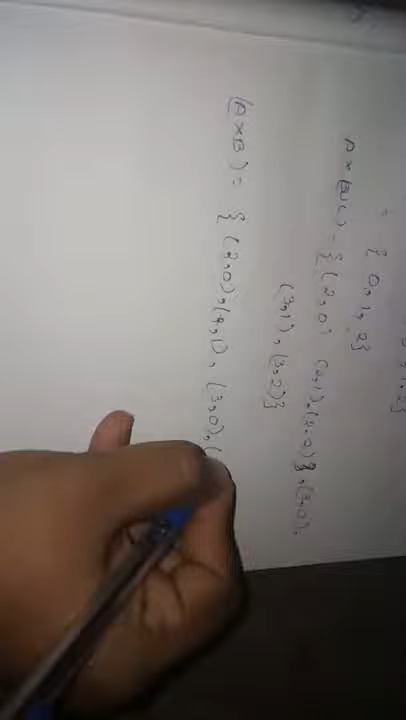 = { 0, 1, 2}
A × (B∪C) = { (2,0) (2,1), (2,2) }, (3,0),
(3,1), (3,2)}
(A×B) = { (2,0), (2,1), (3,0), (